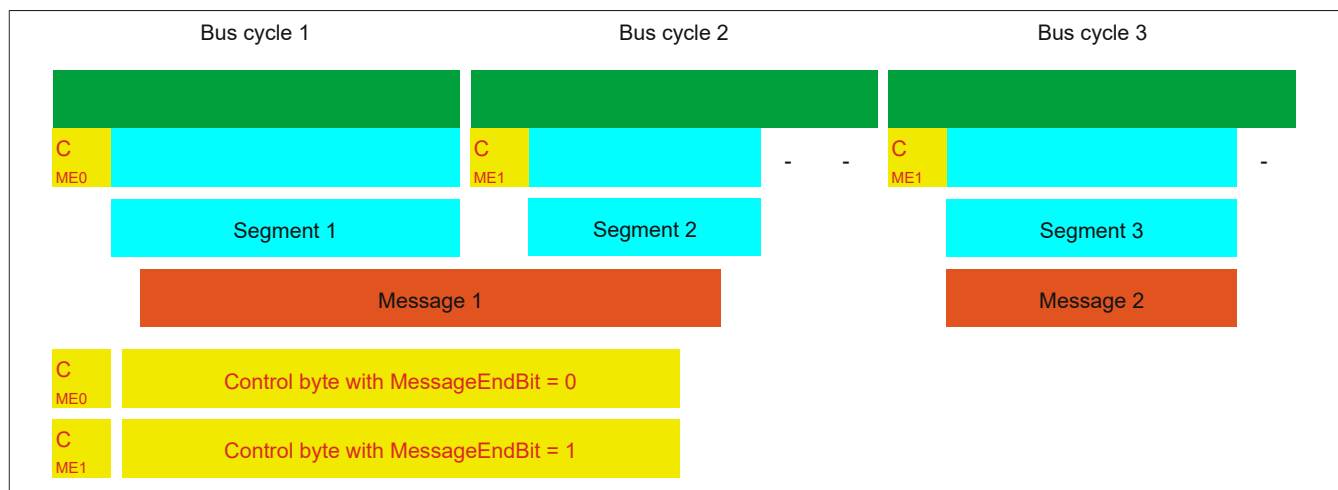 Bus cycle 1
Bus cycle 2
Bus cycle 3
C
ME0
C
ME1
- -
C
ME1
-
Segment 1
Segment 2
Segment 3
Message 1
Message 2
C
ME0
Control byte with MessageEndBit = 0
C
ME1
Control byte with MessageEndBit = 1